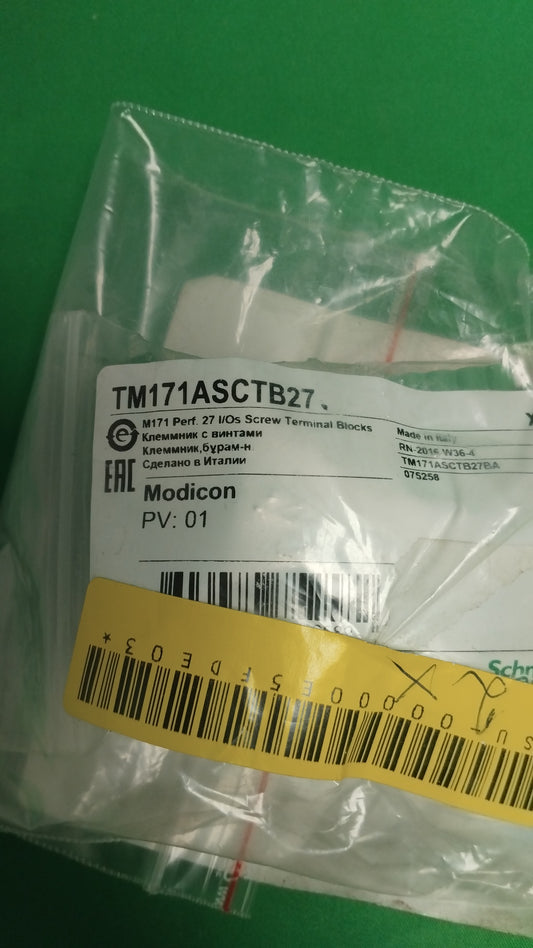 TM171ASCTB27
M171 Perf. 27 I/Os Screw Terminal Blocks
Клеммник с винтами
Клеммник,бұрам-н
Сделано в Италии
EAC
Made in Italy
RN-2016 W36-4
TM171ASCTB27BA
075258
Modicon
PV: 01
Schn